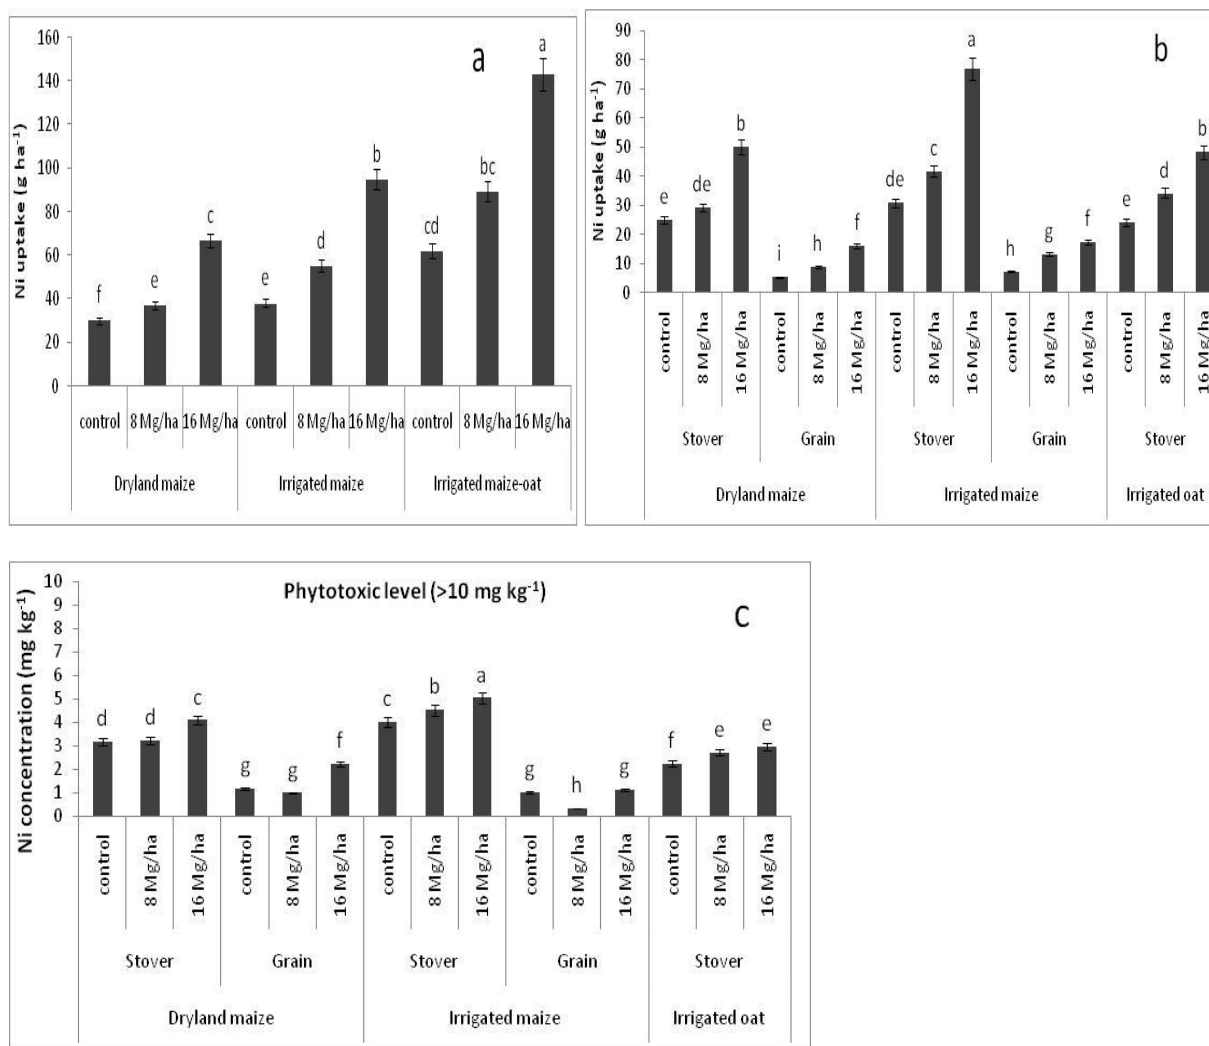 a
Ni uptake (g ha⁻¹)
160
140
120
100
80
60
40
20
0
f
e
c
e
d
b
cd
bc
a
control 8 Mg/ha 16 Mg/ha control 8 Mg/ha 16 Mg/ha control 8 Mg/ha 16 Mg/ha
Dryland maize Irrigated maize Irrigated maize-oat
b
Ni uptake (g ha⁻¹)
90
80
70
60
50
40
30
20
10
0
e
de
b
i
h
f
de
c
a
h
g
f
e
d
b
control 8 Mg/ha 16 Mg/ha control 8 Mg/ha 16 Mg/ha control 8 Mg/ha 16 Mg/ha control 8 Mg/ha 16 Mg/ha control 8 Mg/ha 16 Mg/ha
Stover Grain Stover Grain Stover
Dryland maize Irrigated maize Irrigated oat
Phytotoxic level (>10 mg kg⁻¹)
c
Ni concentration (mg kg⁻¹)
10
9
8
7
6
5
4
3
2
1
0
d
d
c
g
g
f
c
b
a
g
h
g
f
e
e
control 8 Mg/ha 16 Mg/ha control 8 Mg/ha 16 Mg/ha control 8 Mg/ha 16 Mg/ha control 8 Mg/ha 16 Mg/ha control 8 Mg/ha 16 Mg/ha
Stover Grain Stover Grain Stover
Dryland maize Irrigated maize Irrigated oat